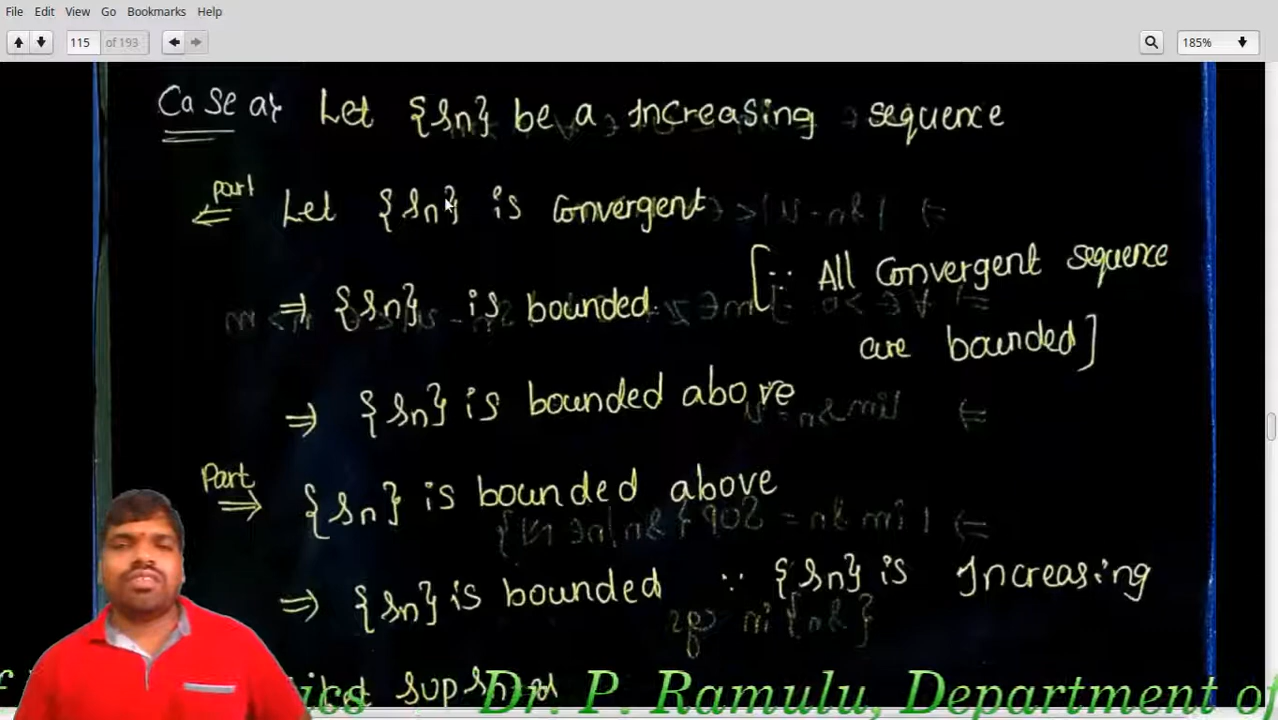 File Edit View Go Bookmarks Help
115 of 193 185%
Case a): Let {Sn} be a Increasing sequence
part
⇐ Let {Sn} is Convergent
⇒ {Sn} is bounded [∵ All Convergent sequence
are bounded]
⇒ {Sn} is bounded above
Part
⇒ {Sn} is bounded above
⇒ {Sn} is bounded ∵ {Sn} is Increasing
Let Sup
Dr. P. Ramulu, Department of